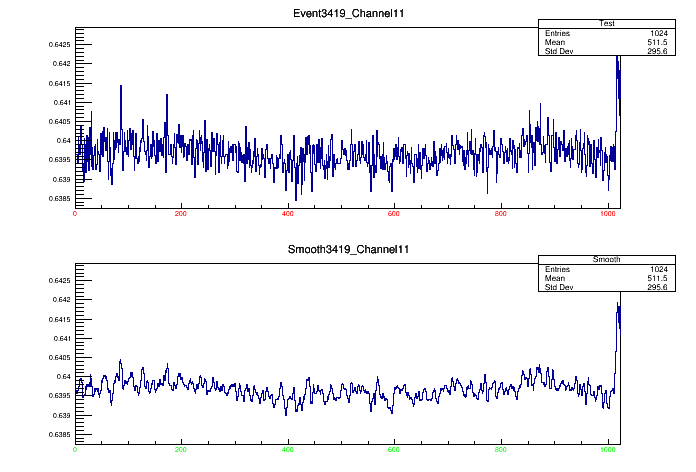 Event3419_Channel11
Test
Entries 1024
Mean 511.5
Std Dev 295.6
0.6425
0.642
0.6415
0.641
0.6405
0.64
0.6395
0.639
0.6385
0 200 400 600 800 1000
Smooth3419_Channel11
Smooth
Entries 1024
Mean 511.5
Std Dev 295.6
0.6425
0.642
0.6415
0.641
0.6405
0.64
0.6395
0.639
0.6385
0 200 400 600 800 1000